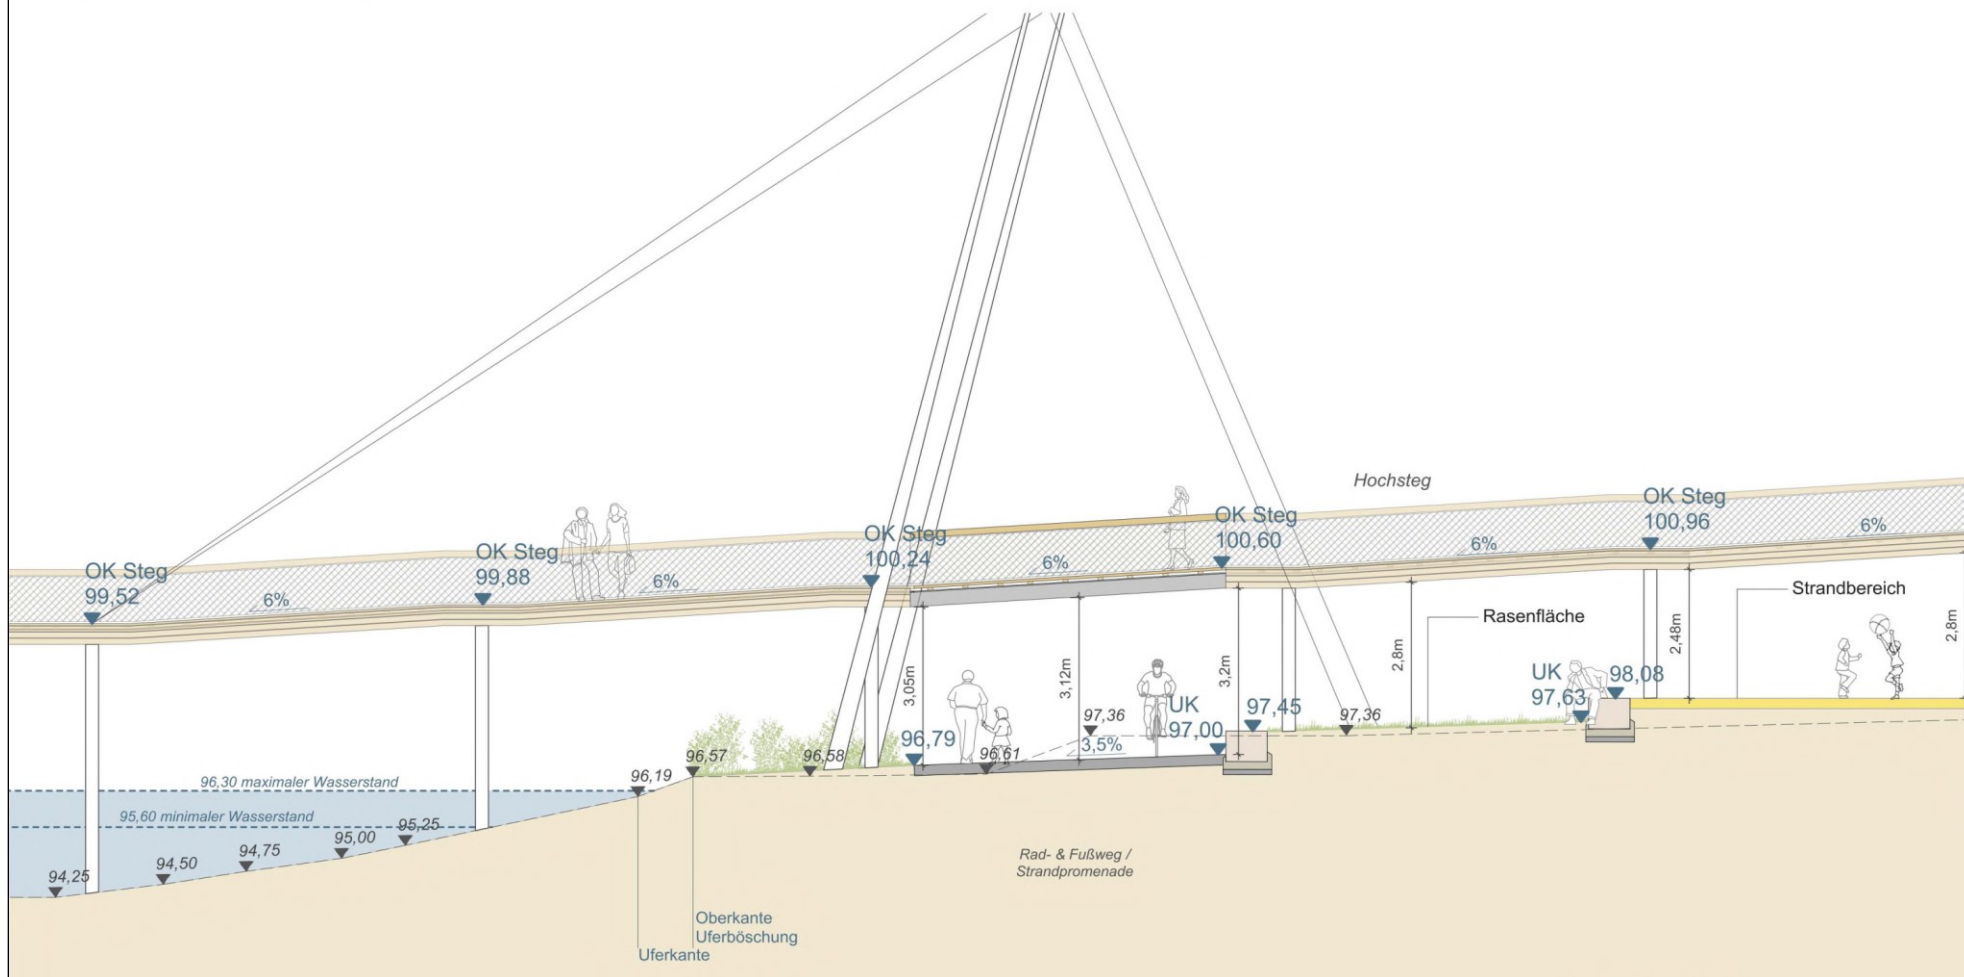 Hochsteg
OK Steg
99,52
OK Steg
99,88
OK Steg
100,24
OK Steg
100,60
OK Steg
100,96
6%
6%
6%
6%
6%
Strandbereich
Rasenfläche
3,05m
3,12m
3,2m
2,8m
2,48m
2,8m
UK
97,63
98,08
UK
97,00
97,45
97,36
97,36
96,79
3,5%
96,61
96,58
96,57
96,19
96,30 maximaler Wasserstand
95,60 minimaler Wasserstand
95,25
95,00
94,75
94,50
94,25
Rad- & Fußweg /
Strandpromenade
Oberkante
Uferböschung
Uferkante